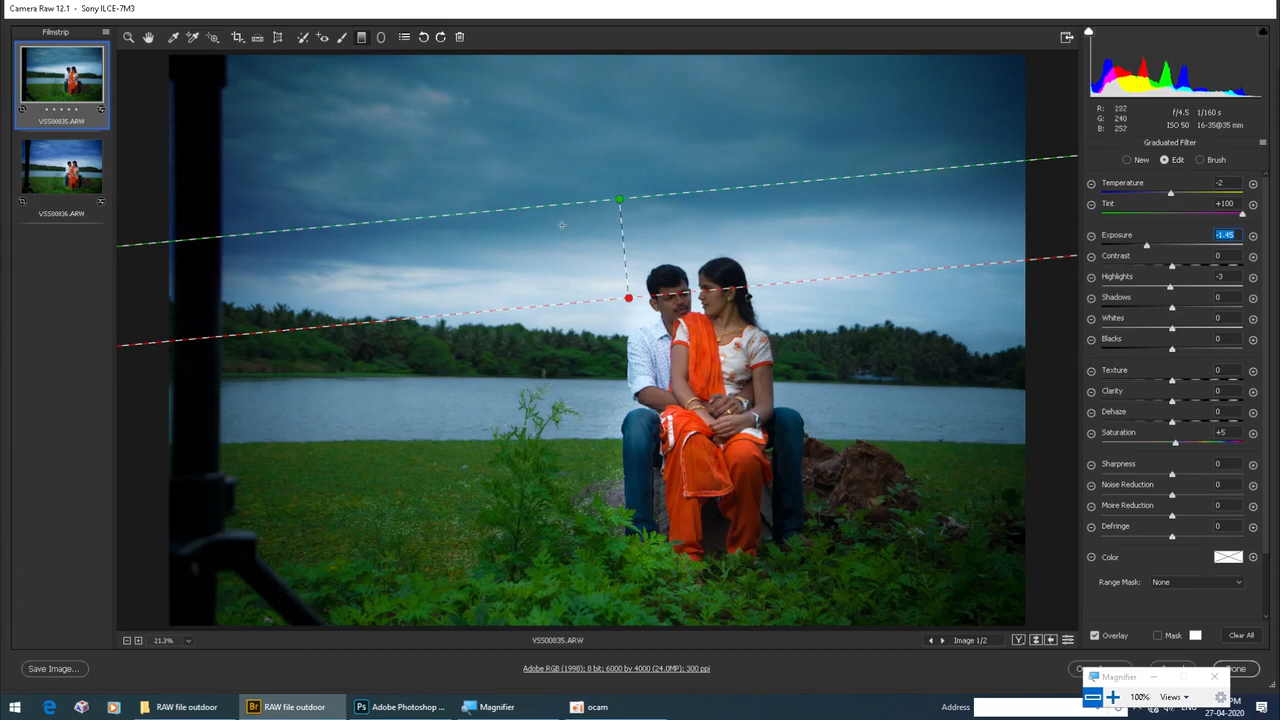 Camera Raw 12.1 - Sony ILCE-7M3
Filmstrip
VSS00835.ARW
VSS00836.ARW
R: 192
G: 240
B: 252
f/4.5 1/160 s
ISO 50 16-35@35 mm
Graduated Filter
New Edit Brush
Temperature -2
Tint +100
Exposure -1.45
Contrast 0
Highlights -3
Shadows 0
Whites 0
Blacks 0
Texture 0
Clarity 0
Dehaze 0
Saturation +5
Sharpness 0
Noise Reduction 0
Moire Reduction 0
Defringe 0
Color
Range Mask: None
Overlay Mask Clear All
21.3% VSS00835.ARW Y Image 1/2
Save Image... Adobe RGB (1998); 8 bit; 6000 by 4000 (24.0MP); 300 ppi
Magnifier
100% Views
RAW file outdoor Br RAW file outdoor Ps Adobe Photoshop ... Magnifier ocam Address
27-04-2020